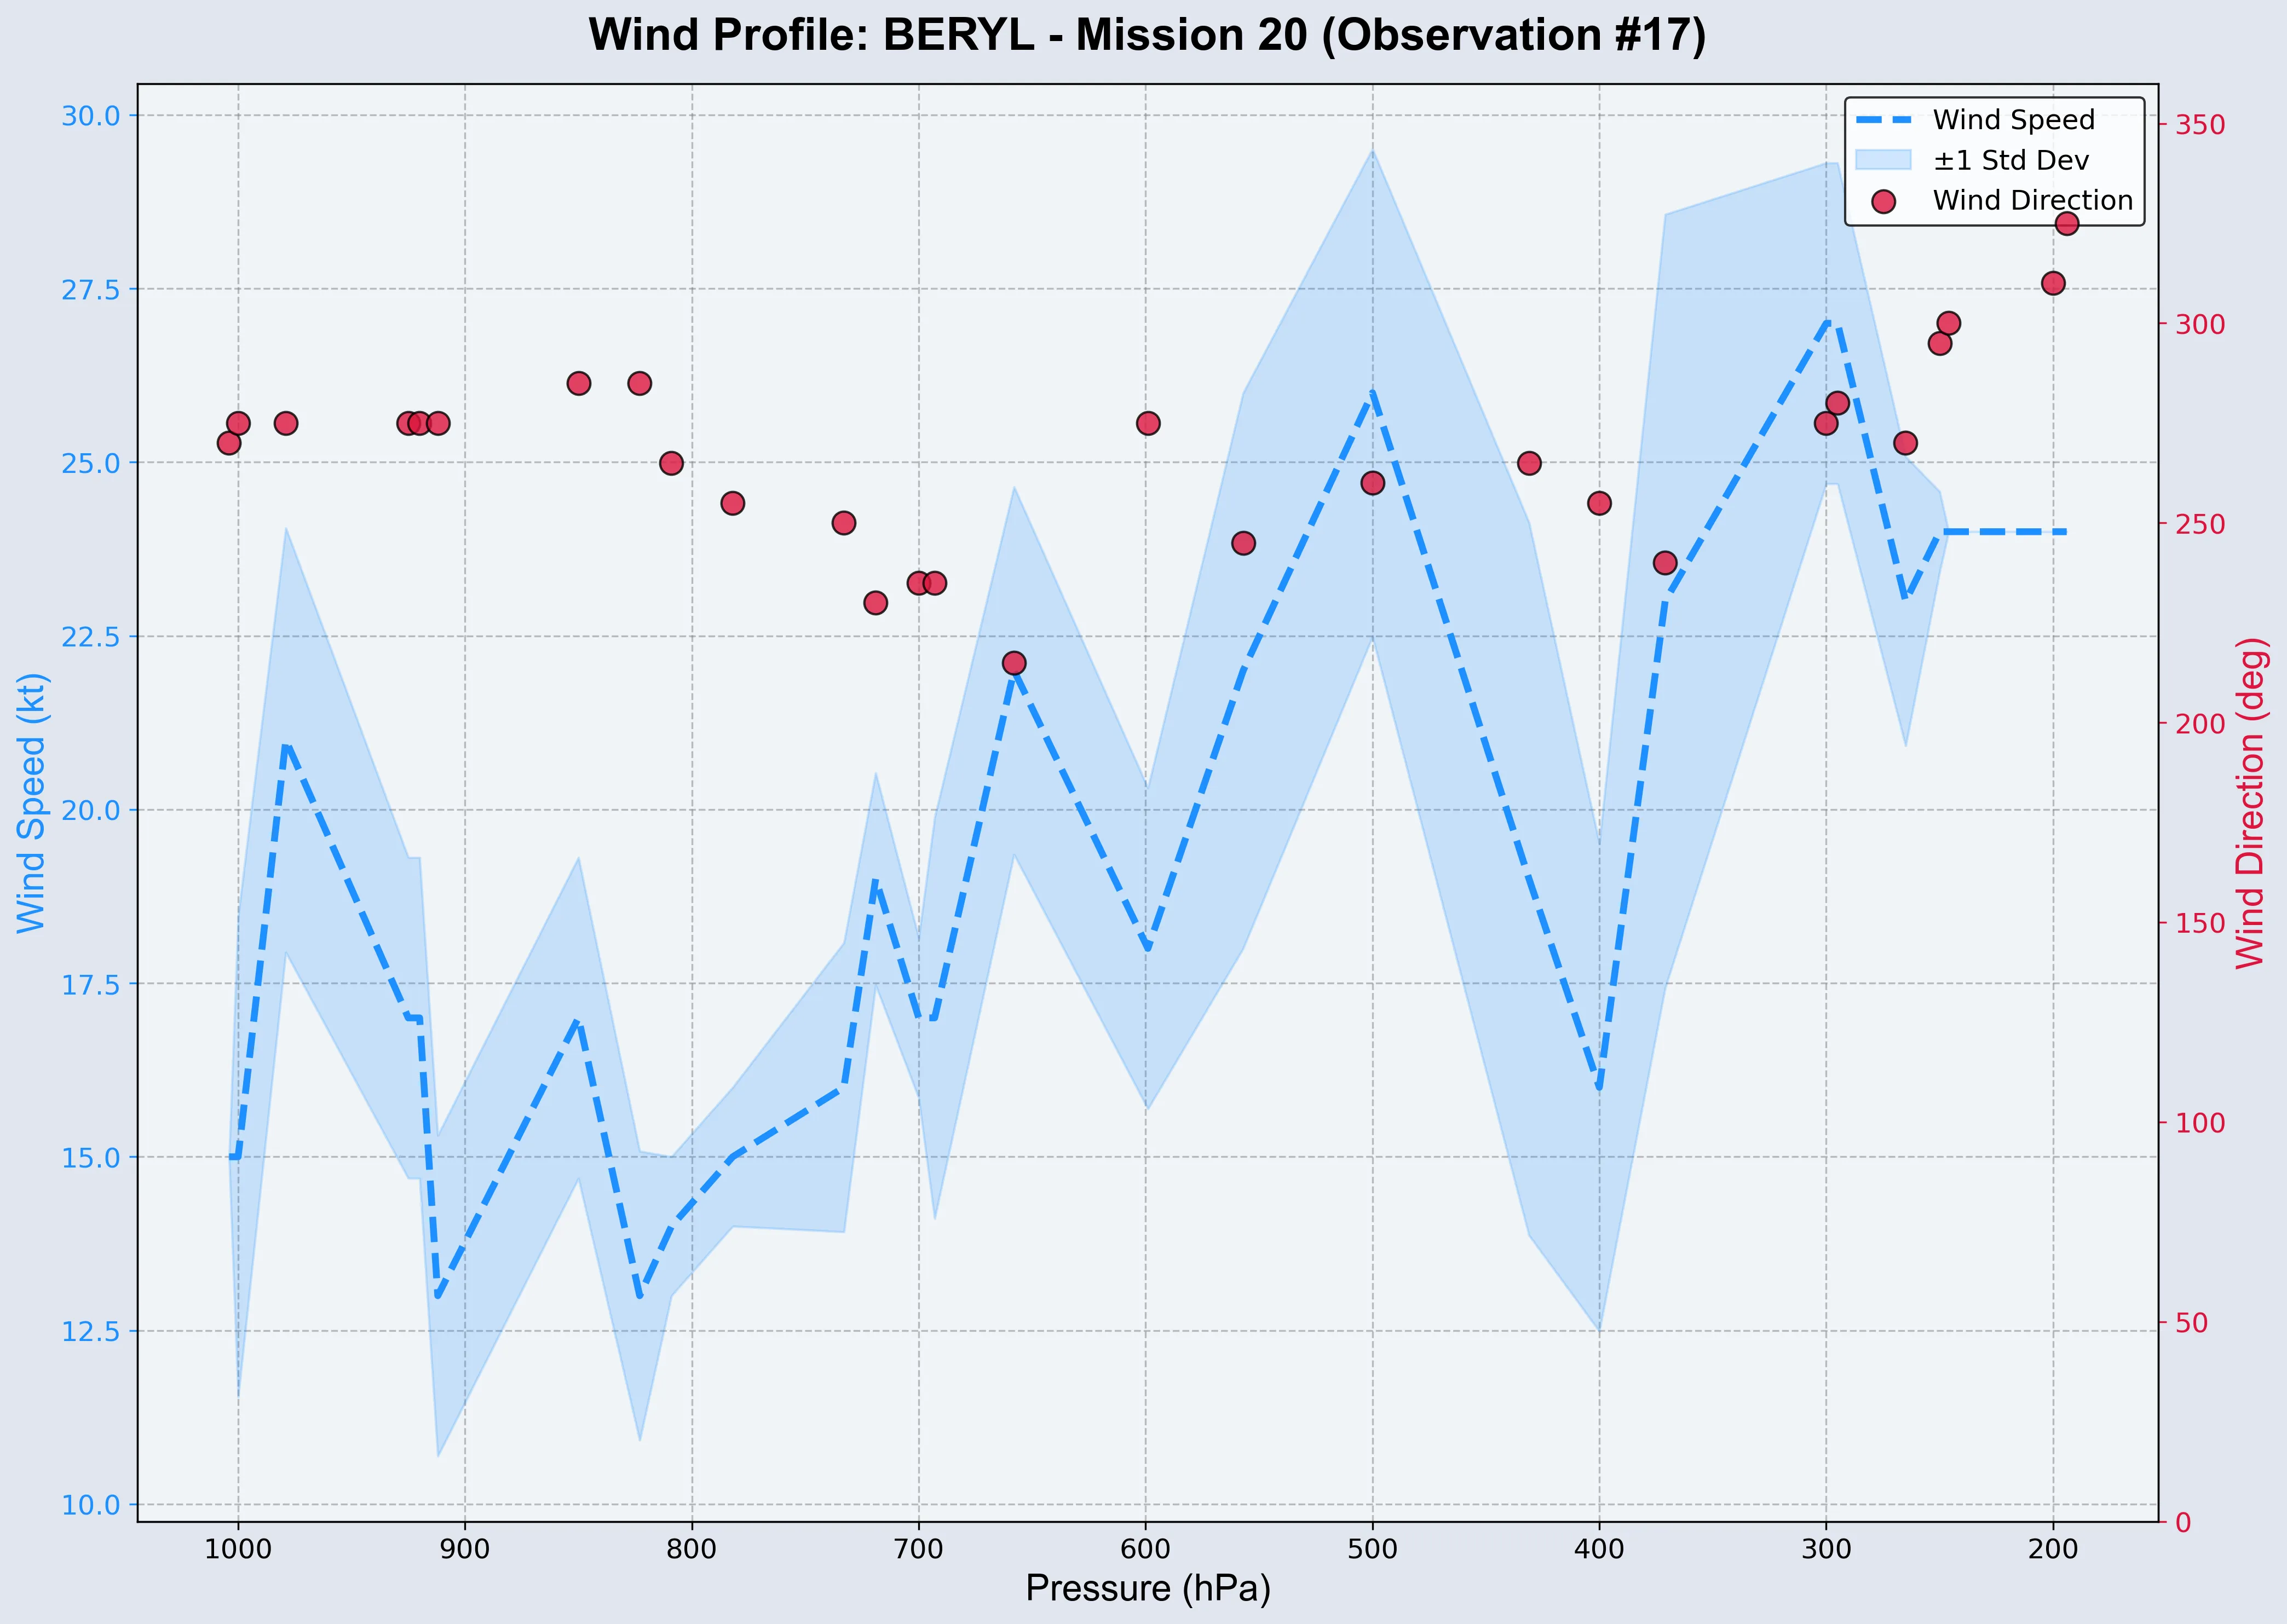 Wind Profile: BERYL - Mission 20 (Observation #17)
Wind Speed
±1 Std Dev
Wind Direction
30.0
27.5
25.0
22.5
20.0
17.5
15.0
12.5
10.0
Wind Speed (kt)
350
300
250
200
150
100
50
0
Wind Direction (deg)
1000 900 800 700 600 500 400 300 200
Pressure (hPa)